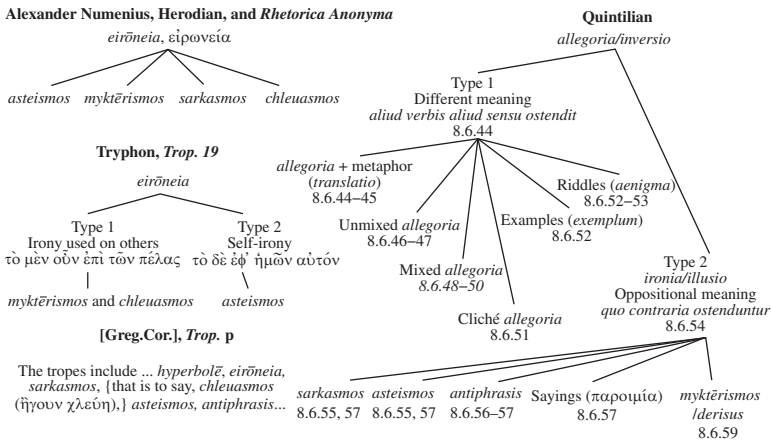 Alexander Numenius, Herodian, and Rhetorica Anonyma
eirōneia, εἰρωνεία
asteismos myktērismos sarkasmos chleuasmos
Tryphon, Trop. 19
eirōneia
Type 1
Irony used on others
τὸ μὲν οὖν ἐπὶ τῶν πέλας
myktērismos and chleuasmos
Type 2
Self-irony
τὸ δὲ ἐφ’ ἡμῶν αὐτόν
asteismos
[Greg.Cor.], Trop. p
The tropes include ... hyperbolē, eirōneia,
sarkasmos, {that is to say, chleuasmos
(ἤγουν χλεύη),} asteismos, antiphrasis...
Quintilian
allegoria/inversio
Type 1
Different meaning
aliud verbis aliud sensu ostendit
8.6.44
allegoria + metaphor
(translatio)
8.6.44–45
Unmixed allegoria
8.6.46–47
Mixed allegoria
8.6.48–50
Cliché allegoria
8.6.51
Examples (exemplum)
8.6.52
Riddles (aenigma)
8.6.52–53
Type 2
ironia/illusio
Oppositional meaning
quo contraria ostenduntur
8.6.54
sarkasmos
8.6.55, 57
asteismos
8.6.55, 57
antiphrasis
8.6.56–57
Sayings (παροιμία)
8.6.57
myktērismos
/derisus
8.6.59